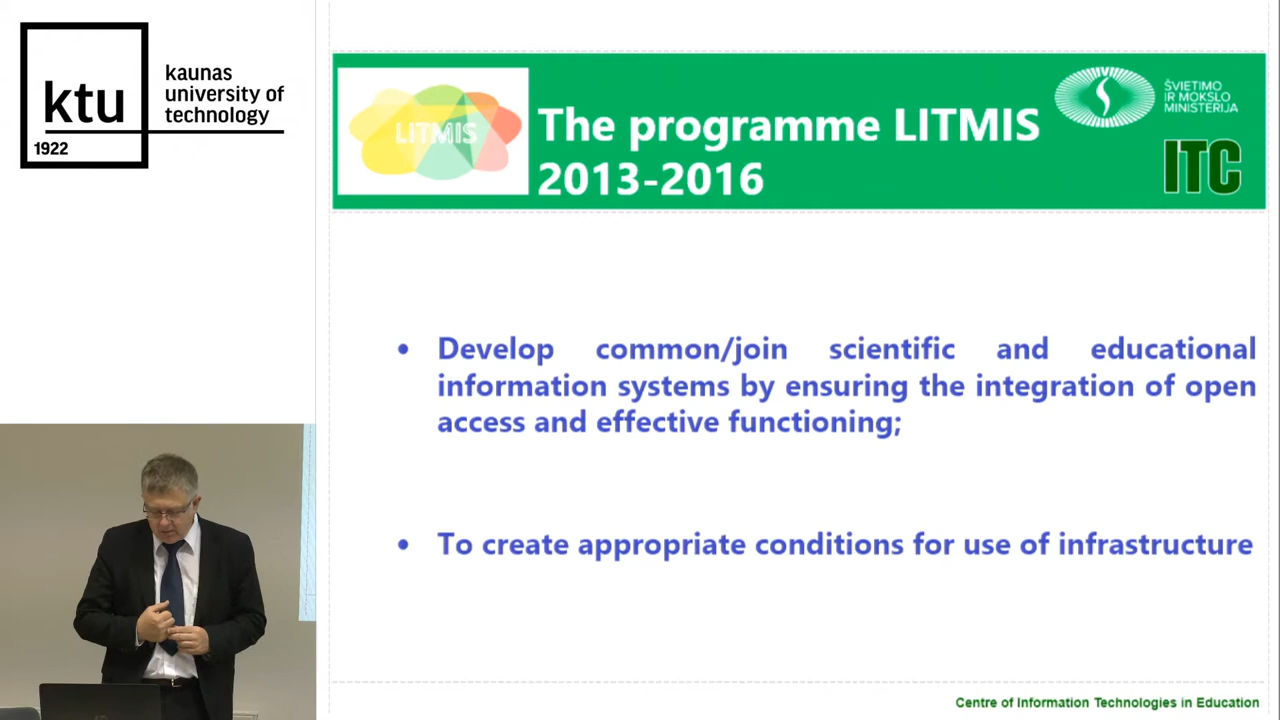 ktu
1922
kaunas
university of
technology
LITMIS
The programme LITMIS
2013-2016
ŠVIETIMO
IR MOKSLO
MINISTERIJA
ITC
• Develop common/join scientific and educational
information systems by ensuring the integration of open
access and effective functioning;
• To create appropriate conditions for use of infrastructure
Centre of Information Technologies in Education